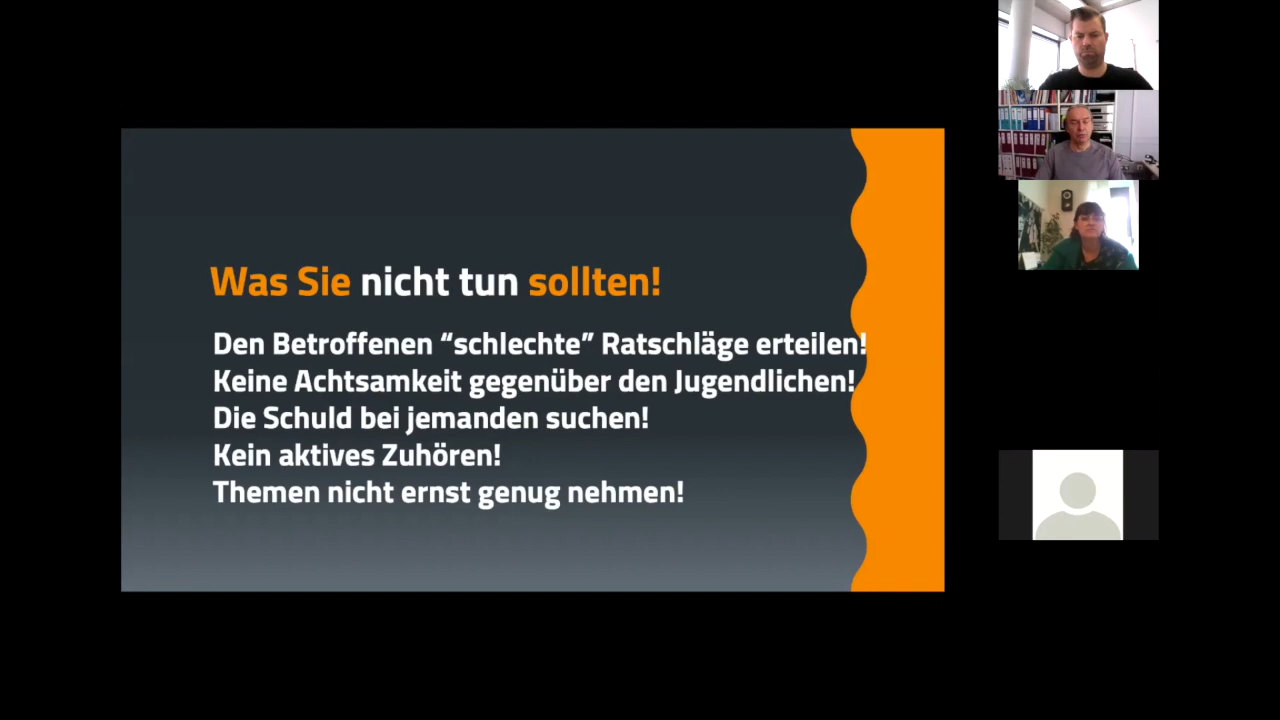 Was Sie nicht tun sollten!
Den Betroffenen “schlechte” Ratschläge erteilen!
Keine Achtsamkeit gegenüber den Jugendlichen!
Die Schuld bei jemanden suchen!
Kein aktives Zuhören!
Themen nicht ernst genug nehmen!